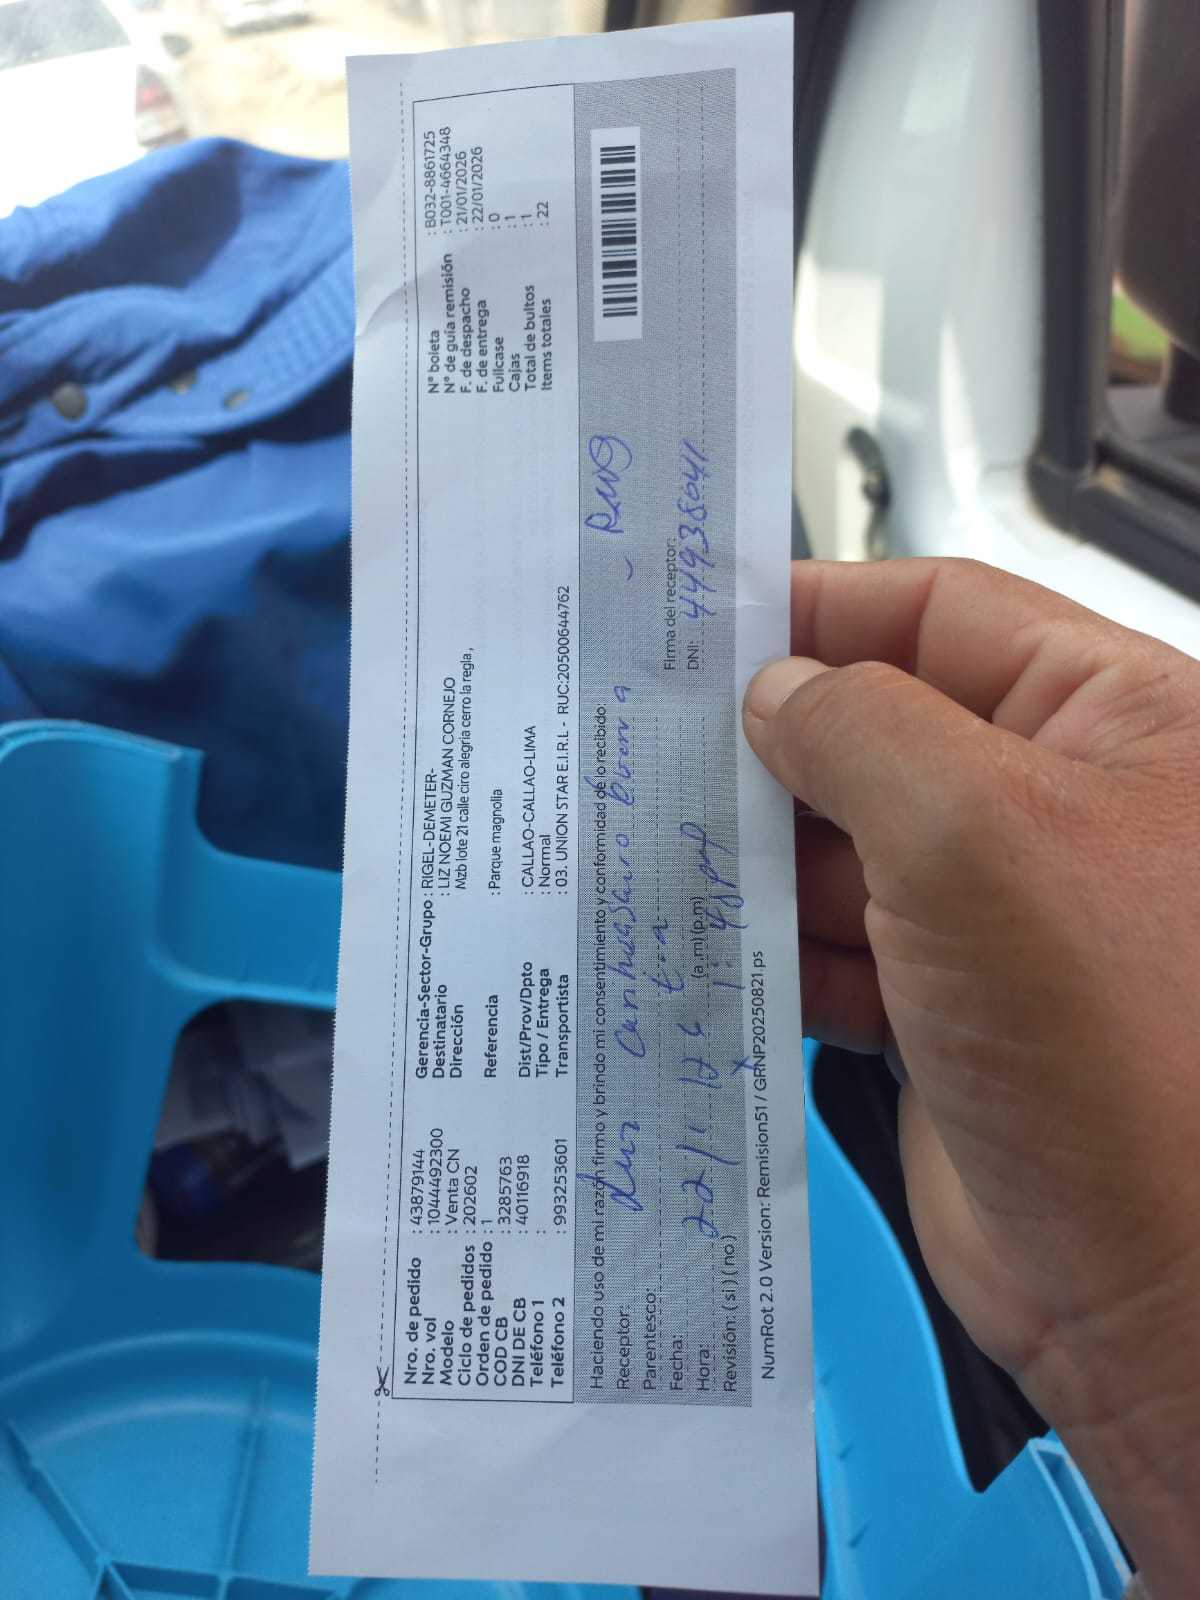 Nro. de pedido : 43879144
Nro. vol : 1044492300
Modelo : Venta CN
Ciclo de pedidos : 202602
Orden de pedido : 1
COD CB : 3285763
DNI DE CB : 40116918
Teléfono 1 :
Teléfono 2 : 993253601
Gerencia-Sector-Grupo : RIGEL-DEMETER-
Destinatario : LIZ NOEMI GUZMAN CORNEJO
Dirección Mzb lote 21 calle ciro alegria cerro la regla ,
Referencia : Parque magnolia
Dist/Prov/Dpto : CALLAO-CALLAO-LIMA
Tipo / Entrega : Normal
Transportista : 03. UNION STAR E.I.R.L - RUC:20500644762
N° boleta : B032-8861725
N° de guía remisión : T001-4664348
F. de despacho : 21/01/2026
F. de entrega : 22/01/2026
Fullcase : 0
Cajas : 1
Total de bultos : 1
Items totales : 22
Haciendo uso de mi razón firmo y brindo mi consentimiento y conformidad de lo recibido:
Receptor:
Parentesco:
Fecha: 22/1
Firma del receptor:
Hora: (a.m)(p.m)
DNI: 44938041
Revisión: (si) (no)
NumRot 2.0 Version: Remision51 / GRNP20250821.ps